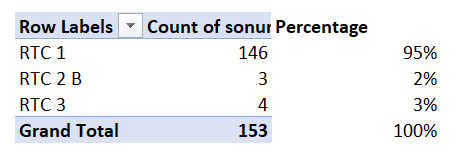 Row Labels Count of sonur Percentage
RTC 1 146 95%
RTC 2 B 3 2%
RTC 3 4 3%
Grand Total 153 100%